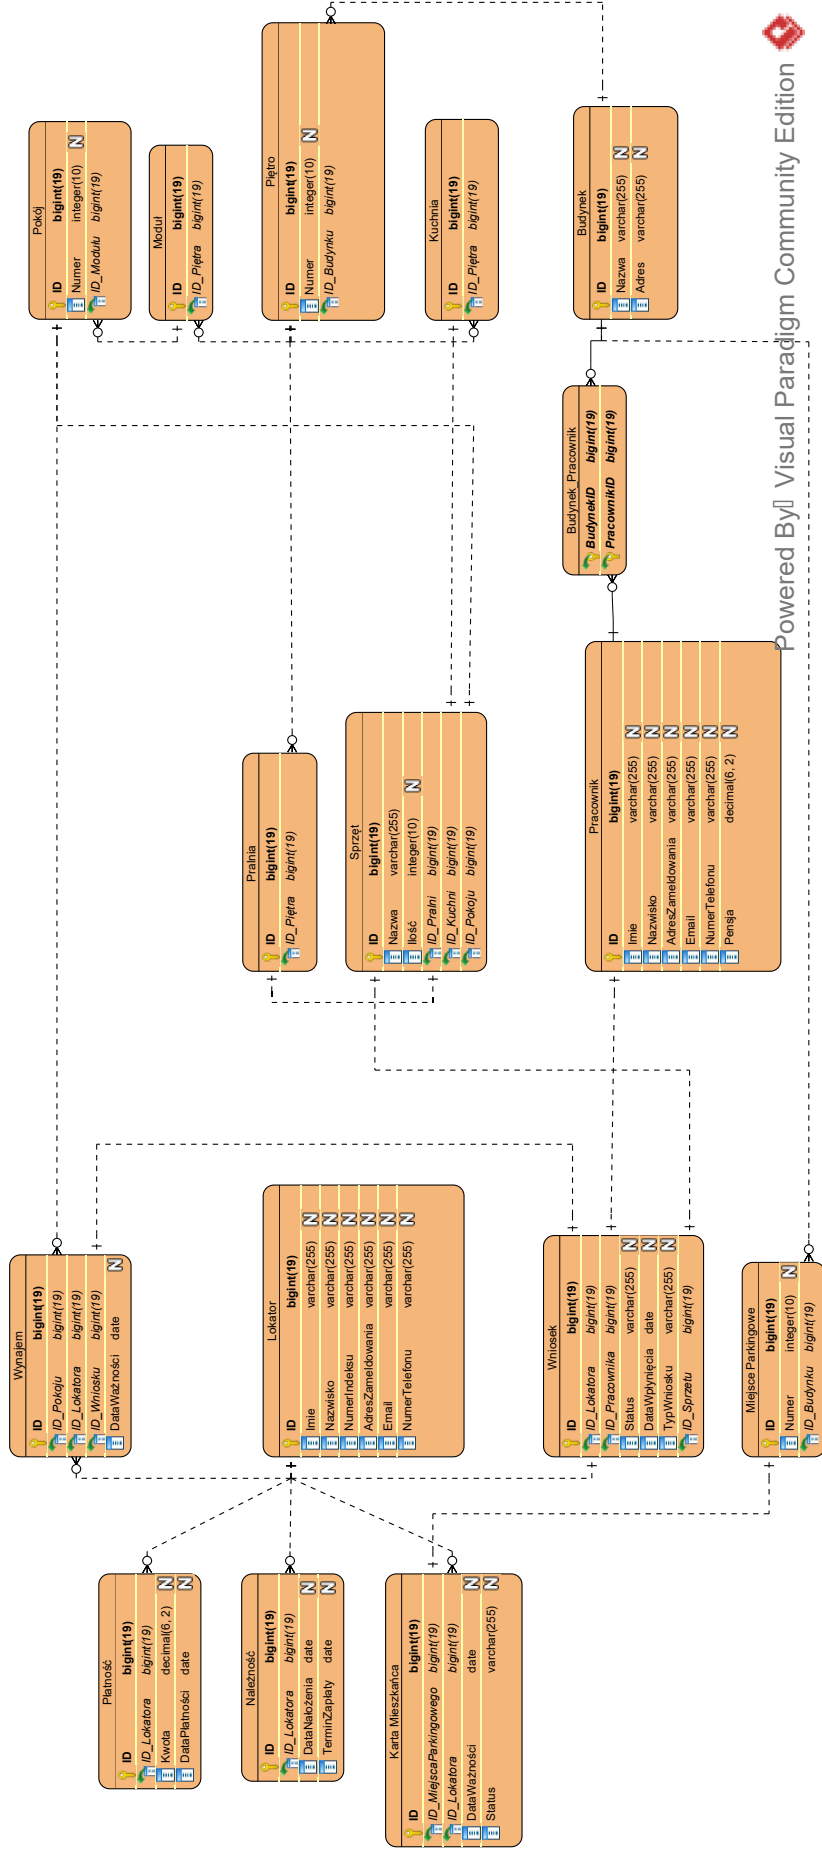 Płatność
ID bigint(19)
ID_Lokatora bigint(19)
Kwota decimal(6, 2) N
DataPłatności date N
Należność
ID bigint(19)
ID_Lokatora bigint(19)
DataNałożenia date N
TerminZapłaty date N
Karta Mieszkańca
ID bigint(19)
ID_MiejscaParkingowego bigint(19)
ID_Lokatora bigint(19)
DataWażności date N
Status varchar(255) N
Wynajem
ID bigint(19)
ID_Pokoju bigint(19)
ID_Lokatora bigint(19)
ID_Wniosku bigint(19)
DataWażności date N
Lokator
ID bigint(19)
Imie varchar(255) N
Nazwisko varchar(255) N
NumerIndeksu varchar(255) N
AdresZameldowania varchar(255) N
Email varchar(255) N
NumerTelefonu varchar(255) N
Wniosek
ID bigint(19)
ID_Lokatora bigint(19)
ID_Pracownika bigint(19)
Status varchar(255) N
DataWpłynięcia date N
TypWniosku varchar(255) N
ID_Sprzetu bigint(19)
Miejsce Parkingowe
ID bigint(19)
Numer integer(10) N
ID_Budynku bigint(19)
Pralnia
ID bigint(19)
ID_Piętra bigint(19)
Sprzęt
ID bigint(19)
Nazwa varchar(255)
Ilość integer(10) N
ID_Pralni bigint(19)
ID_Kuchni bigint(19)
ID_Pokoju bigint(19)
Pracownik
ID bigint(19)
Imie varchar(255) N
Nazwisko varchar(255) N
AdresZameldowania varchar(255) N
Email varchar(255) N
NumerTelefonu varchar(255) N
Pensja decimal(6, 2) N
Budynek_Pracownik
BudynekID bigint(19)
PracownikID bigint(19)
Pokój
ID bigint(19)
Numer integer(10) N
ID_Modułu bigint(19)
Moduł
ID bigint(19)
ID_Piętra bigint(19)
Piętro
ID bigint(19)
Numer integer(10) N
ID_Budynku bigint(19)
Kuchnia
ID bigint(19)
ID_Piętra bigint(19)
Budynek
ID bigint(19)
Nazwa varchar(255) N
Adres varchar(255) N
Powered By Visual Paradigm Community Edition